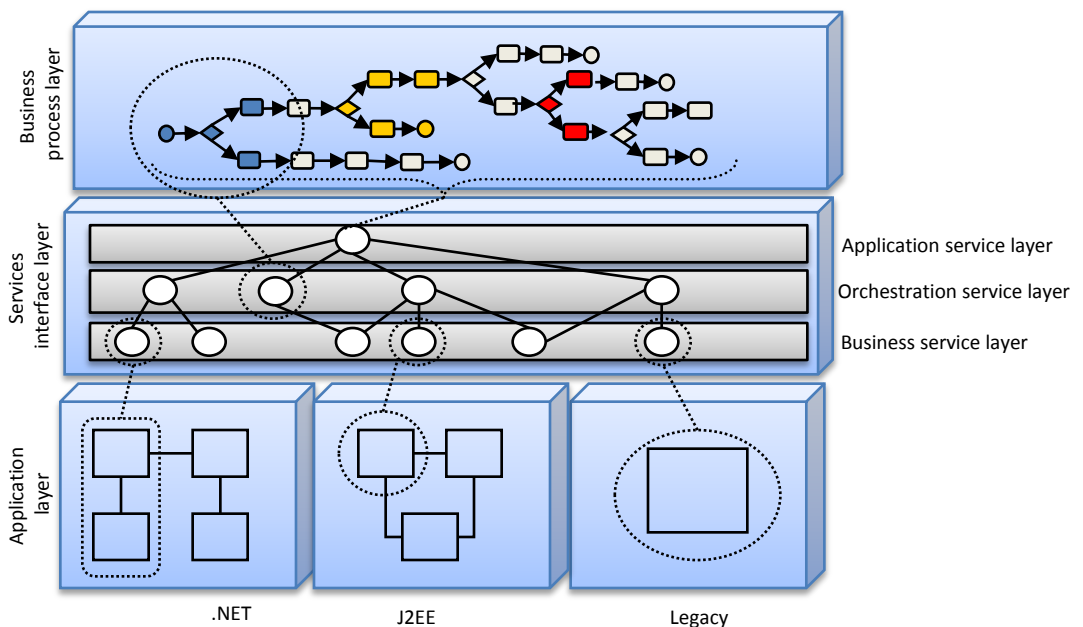 Business
process layer
Services
interface layer
Application service layer
Orchestration service layer
Business service layer
Application
layer
.NET
J2EE
Legacy